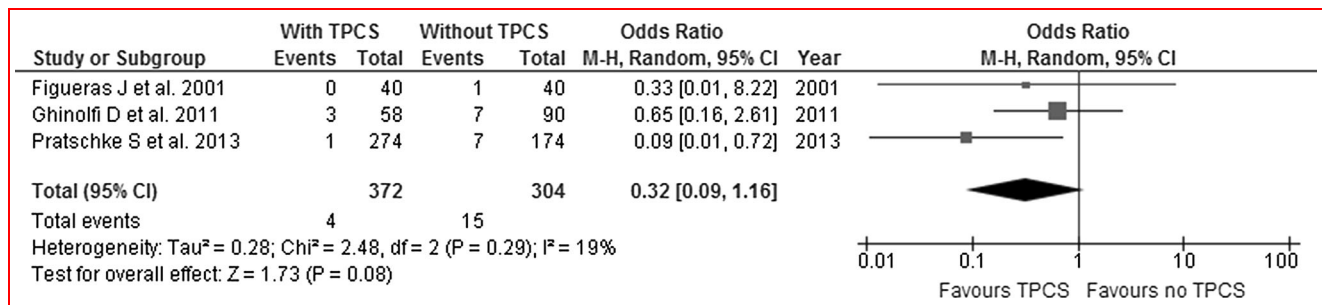 With TPCS Without TPCS Odds Ratio Odds Ratio
Study or Subgroup Events Total Events Total M-H, Random, 95% CI Year M-H, Random, 95% CI
Figueras J et al. 2001 0 40 1 40 0.33 [0.01, 8.22] 2001
Ghinolfi D et al. 2011 3 58 7 90 0.65 [0.16, 2.61] 2011
Pratschke S et al. 2013 1 274 7 174 0.09 [0.01, 0.72] 2013
Total (95% CI) 372 304 0.32 [0.09, 1.16]
Total events 4 15
Heterogeneity: Tau² = 0.28; Chi² = 2.48, df = 2 (P = 0.29); I² = 19%
Test for overall effect: Z = 1.73 (P = 0.08)
0.01 0.1 1 10 100
Favours TPCS Favours no TPCS